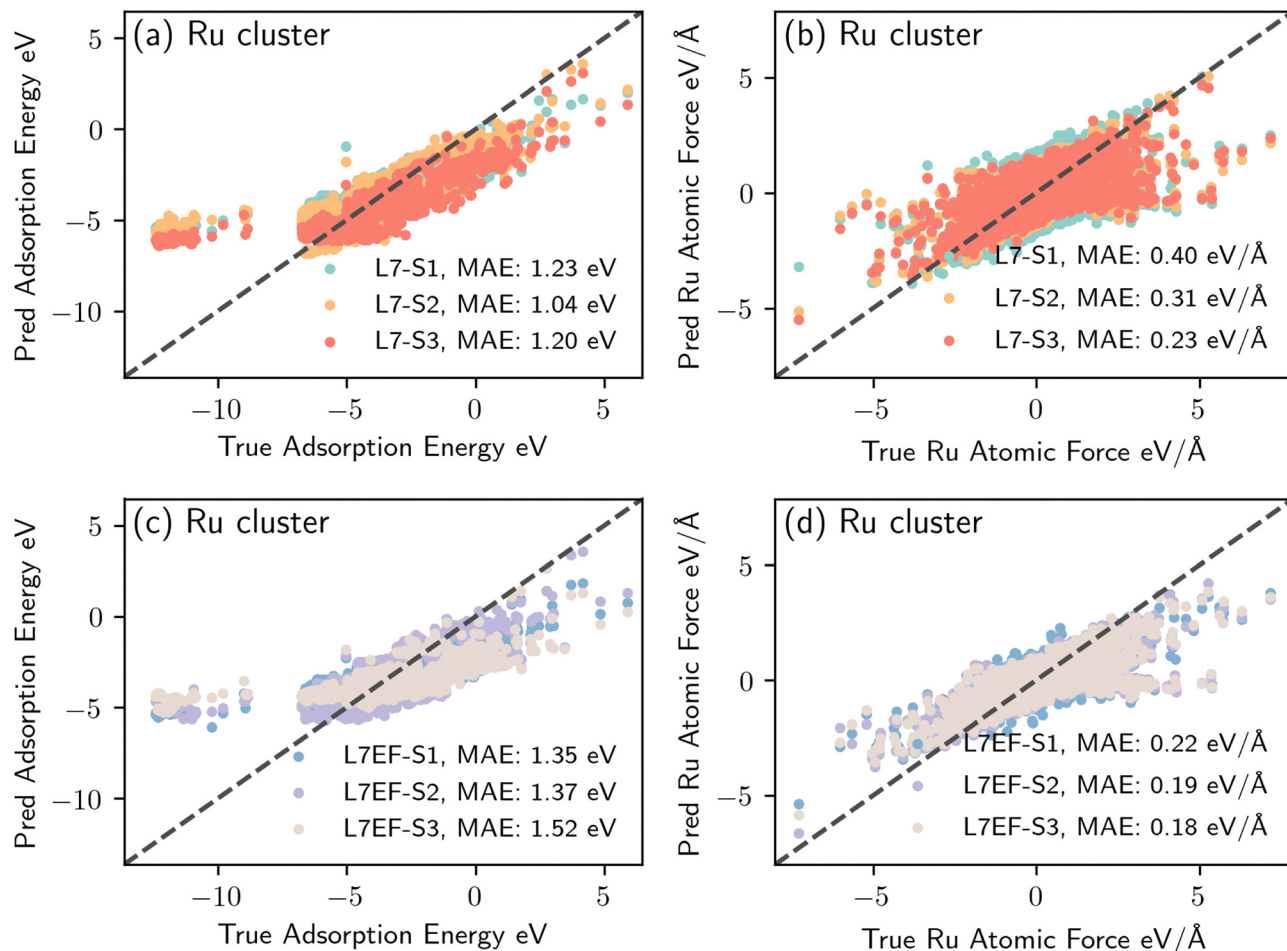 (a) Ru cluster
Pred Adsorption Energy eV
5
0
−5
−10
L7-S1, MAE: 1.23 eV
L7-S2, MAE: 1.04 eV
L7-S3, MAE: 1.20 eV
−10
−5
0
5
True Adsorption Energy eV
(b) Ru cluster
Pred Ru Atomic Force eV/Å
5
0
−5
L7-S1, MAE: 0.40 eV/Å
L7-S2, MAE: 0.31 eV/Å
L7-S3, MAE: 0.23 eV/Å
−5
0
5
True Ru Atomic Force eV/Å
(c) Ru cluster
Pred Adsorption Energy eV
5
0
−5
−10
L7EF-S1, MAE: 1.35 eV
L7EF-S2, MAE: 1.37 eV
L7EF-S3, MAE: 1.52 eV
−10
−5
0
5
True Adsorption Energy eV
(d) Ru cluster
Pred Ru Atomic Force eV/Å
5
0
−5
L7EF-S1, MAE: 0.22 eV/Å
L7EF-S2, MAE: 0.19 eV/Å
L7EF-S3, MAE: 0.18 eV/Å
−5
0
5
True Ru Atomic Force eV/Å